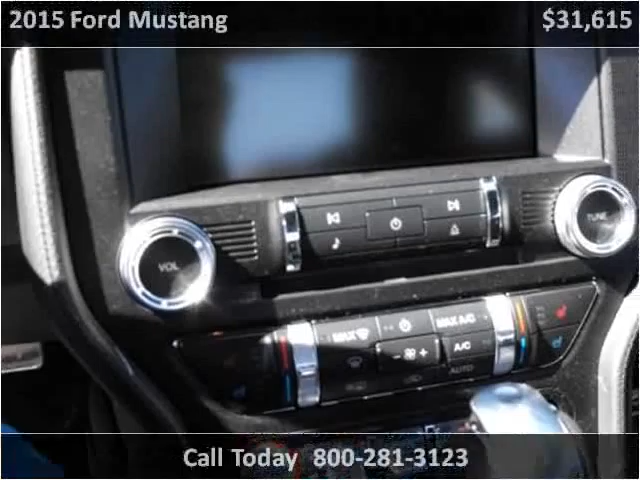 2015 Ford Mustang
$31,615
VOL
TUNE
MAX
MAX A/C
- +
A/C
AUTO
Call Today 800-281-3123